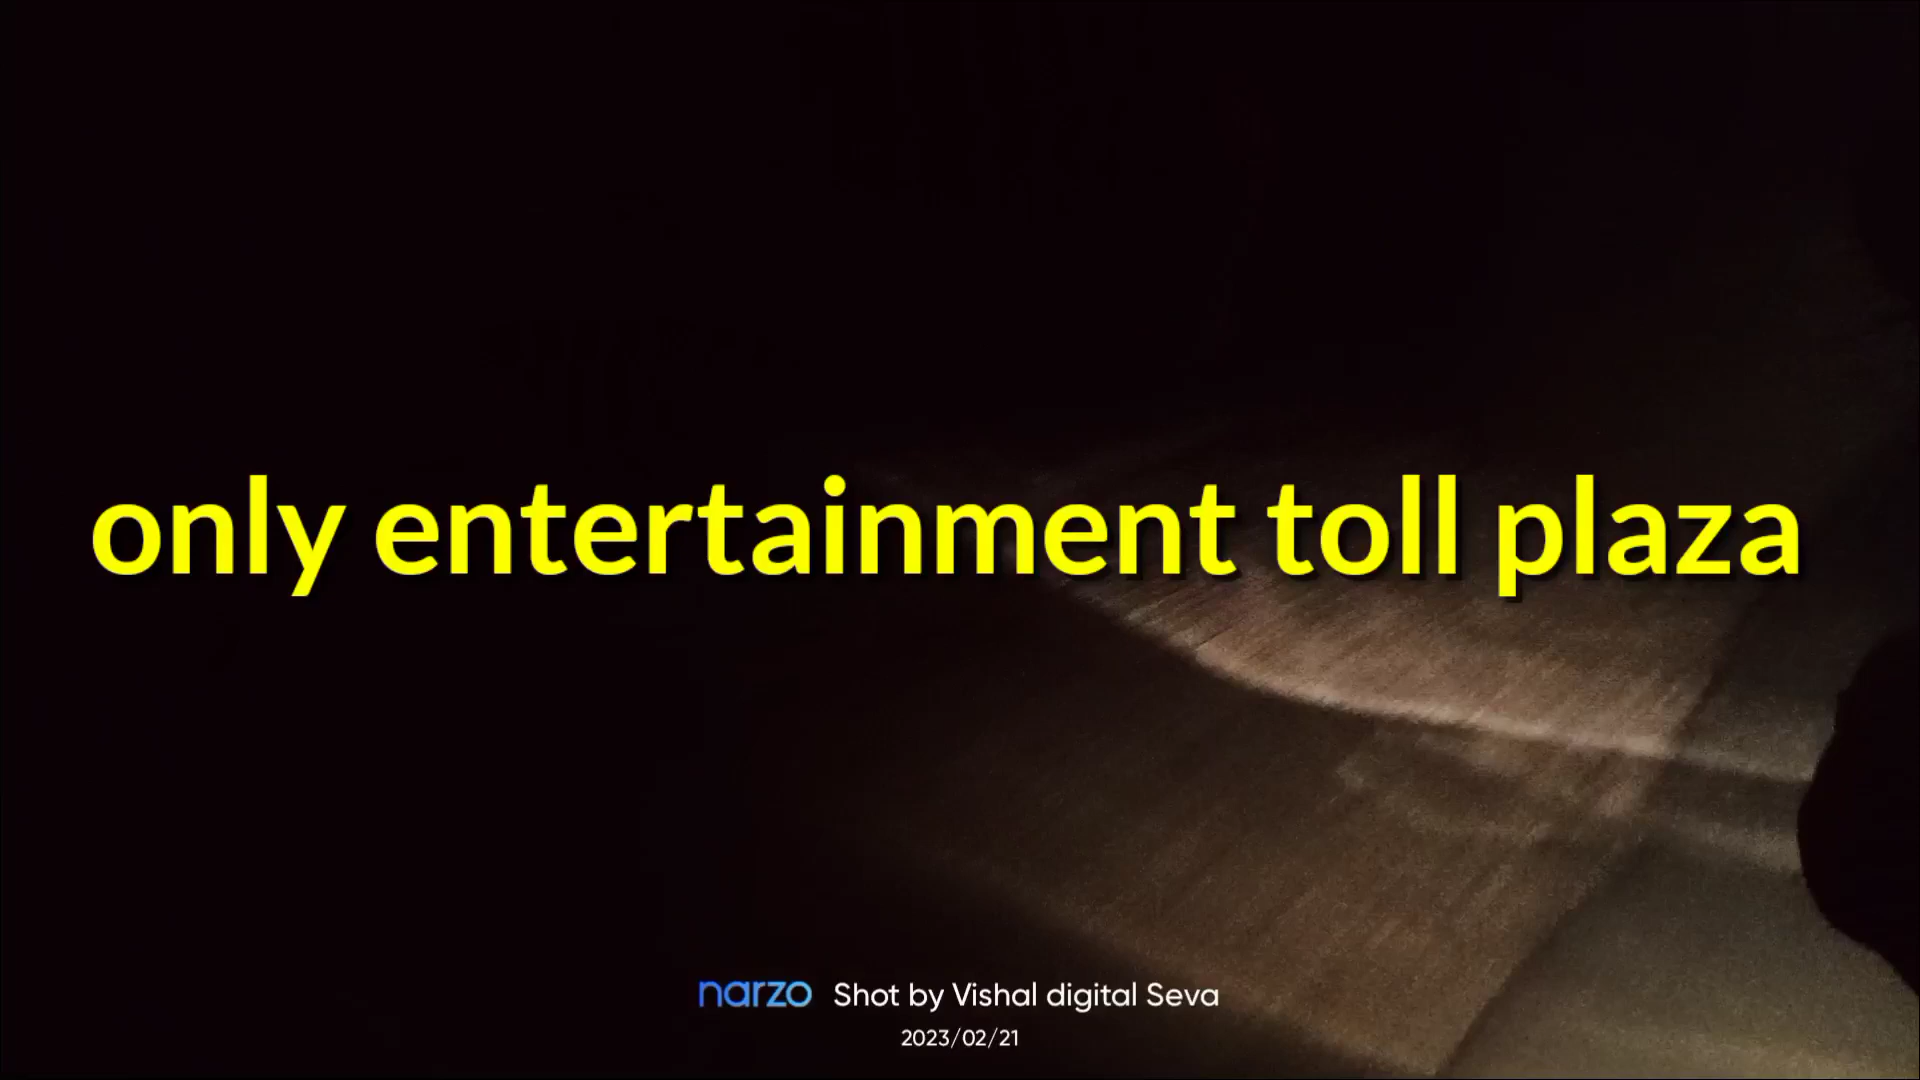 only entertainment toll plaza
narzo Shot by Vishal digital Seva
2023/02/21